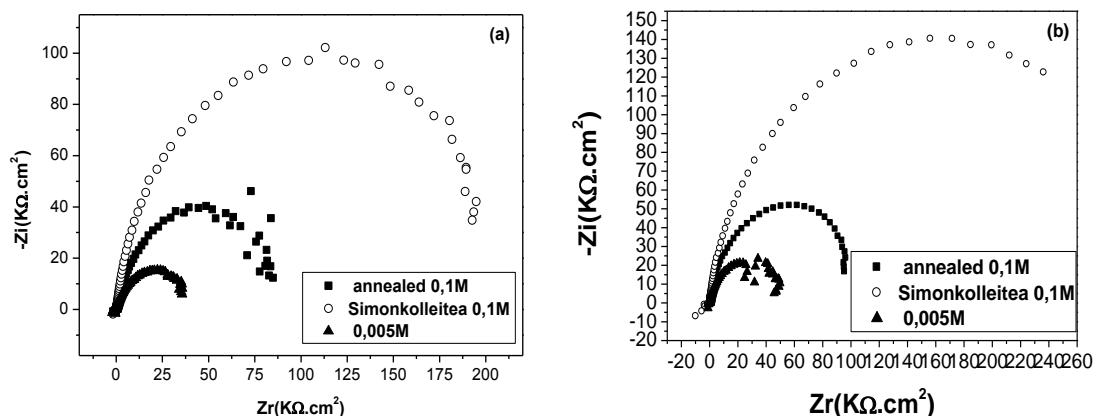 (a)
100
80
60
40
20
0
-Zi(KΩ.cm²)
0 25 50 75 100 125 150 175 200
Zr(KΩ.cm²)
annealed 0,1M
Simonkolleitea 0,1M
0,005M
(b)
150
140
130
120
110
100
90
80
70
60
50
40
30
20
10
0
-10
-20
-Zi(KΩ.cm²)
-20 0 20 40 60 80 100 120 140 160 180 200 220 240 260
Zr(KΩ.cm²)
annealed 0,1M
Simonkolleitea 0,1M
0,005M